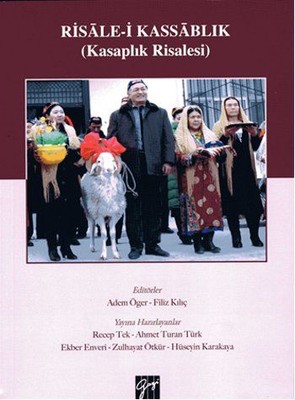 RİSÂLE-İ KASSÂBLIK
(Kasaplık Risalesi)
Editörler
Adem Öger - Filiz Kılıç
Yayına Hazırlayanlar
Recep Tek - Ahmet Turan Türk
Ekber Enveri - Zulhayat Ötkür - Hüseyin Karakaya
Gazi